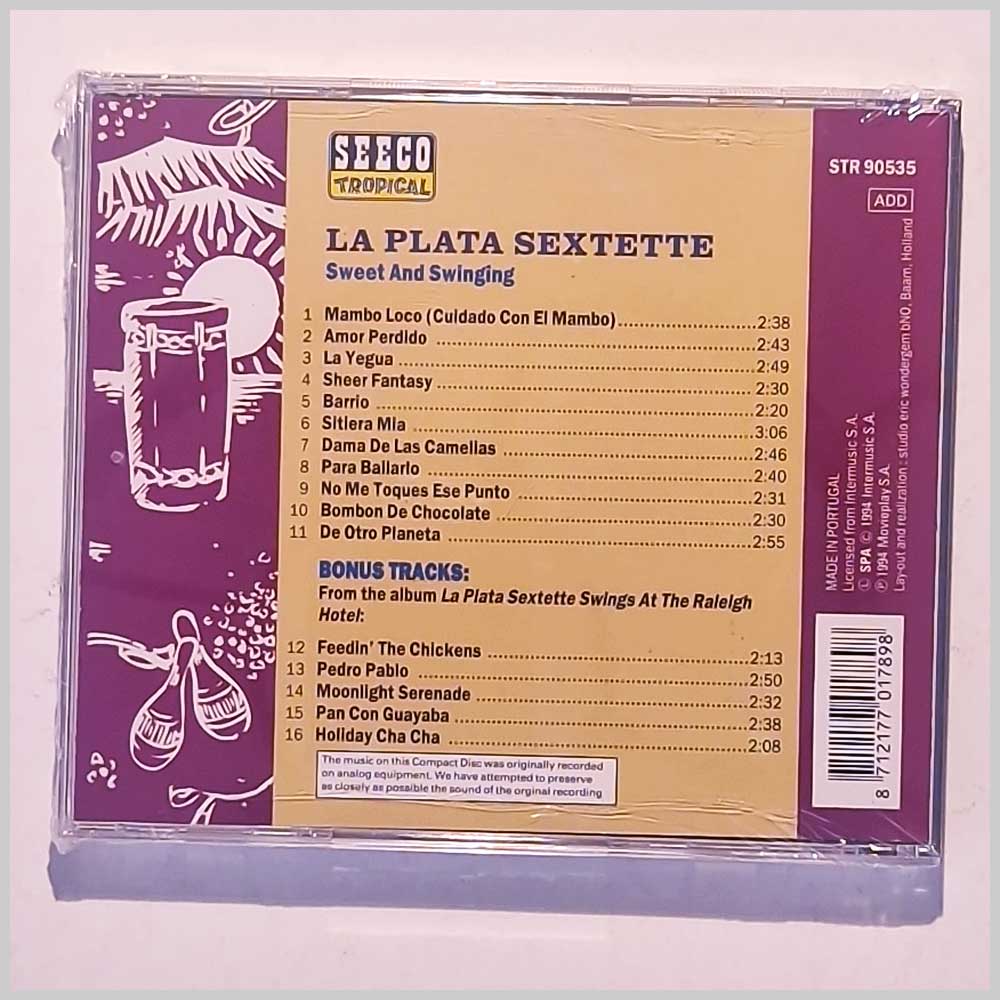 SEECO
TROPICAL
LA PLATA SEXTETTE
Sweet And Swinging
1 Mambo Loco (Cuidado Con El Mambo)..........2:38
2 Amor Perdido..........2:43
3 La Yegua..........2:49
4 Sheer Fantasy..........2:30
5 Barrio..........2:20
6 Sitiera Mia..........3:06
7 Dama De Las Camellas..........2:46
8 Para Bailarlo..........2:40
9 No Me Toques Ese Punto..........2:31
10 Bombon De Chocolate..........2:30
11 De Otro Planeta..........2:55
BONUS TRACKS:
From the album La Plata Sextette Swings At The Raleigh
Hotel:
12 Feedin' The Chickens..........2:13
13 Pedro Pablo..........2:50
14 Moonlight Serenade..........2:32
15 Pan Con Guayaba..........2:38
16 Holiday Cha Cha..........2:08
The music on this Compact Disc was originally recorded
on analog equipment. We have attempted to preserve
as closely as possible the sound of the orginal recording
STR 90535
ADD
MADE IN PORTUGAL
Licensed from Intermusic S.A.
Ⓛ SPA © 1994 Intermusic S.A.
℗ 1994 Movieplay S.A.
Lay-out and realization : studio eric wondergem bNO, Baarn, Holland
8 712177 017898